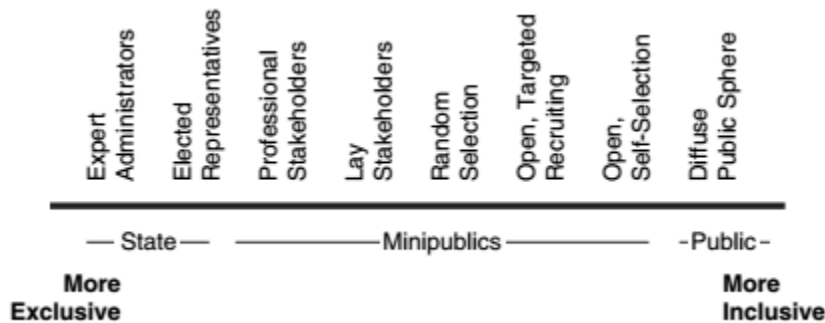 Expert
Administrators
Elected
Representatives
Professional
Stakeholders
Lay
Stakeholders
Random
Selection
Open, Targeted
Recruiting
Open,
Self-Selection
Diffuse
Public Sphere
State
Minipublics
Public
More
Exclusive
More
Inclusive